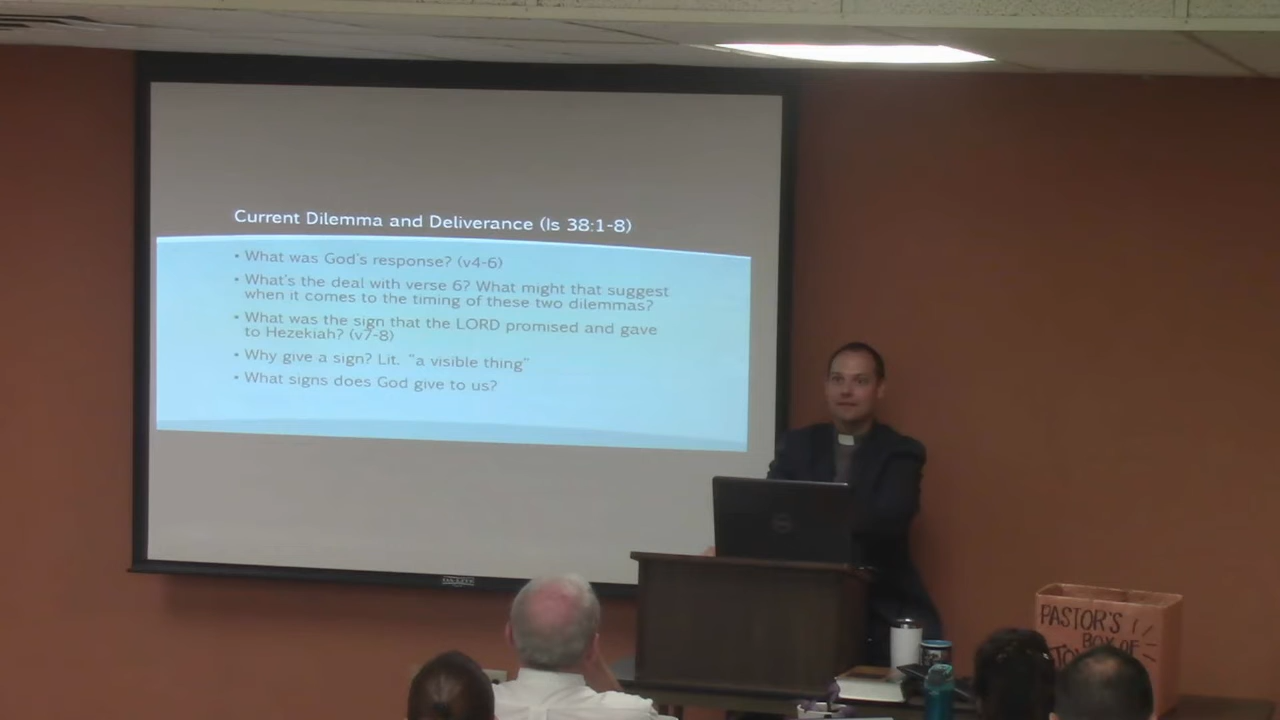 Current Dilemma and Deliverance (Is 38:1-8)
• What was God's response? (v4-6)
• What's the deal with verse 6? What might that suggest
when it comes to the timing of these two dilemmas?
• What was the sign that the LORD promised and gave
to Hezekiah? (v7-8)
• Why give a sign? Lit. "a visible thing"
• What signs does God give to us?
PASTOR'S
BOX OF